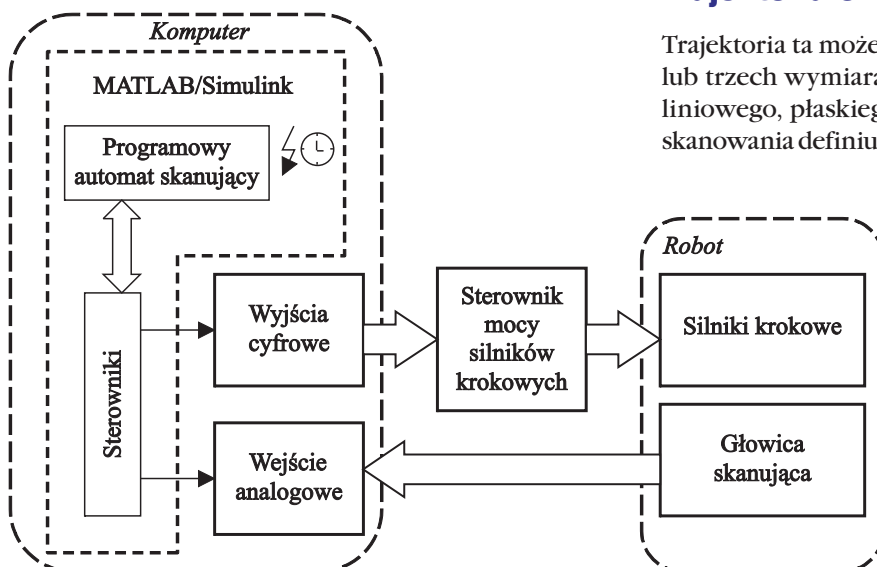 Komputer
MATLAB/Simulink
Programowy
automat skanujący
Sterowniki
Wyjścia
cyfrowe
Wejście
analogowe
Sterownik
mocy
silników
krokowych
Robot
Silniki krokowe
Głowica
skanująca
Trajektoria ta może
lub trzech wymiara
liniowego, płaskieg
skanowania definiu